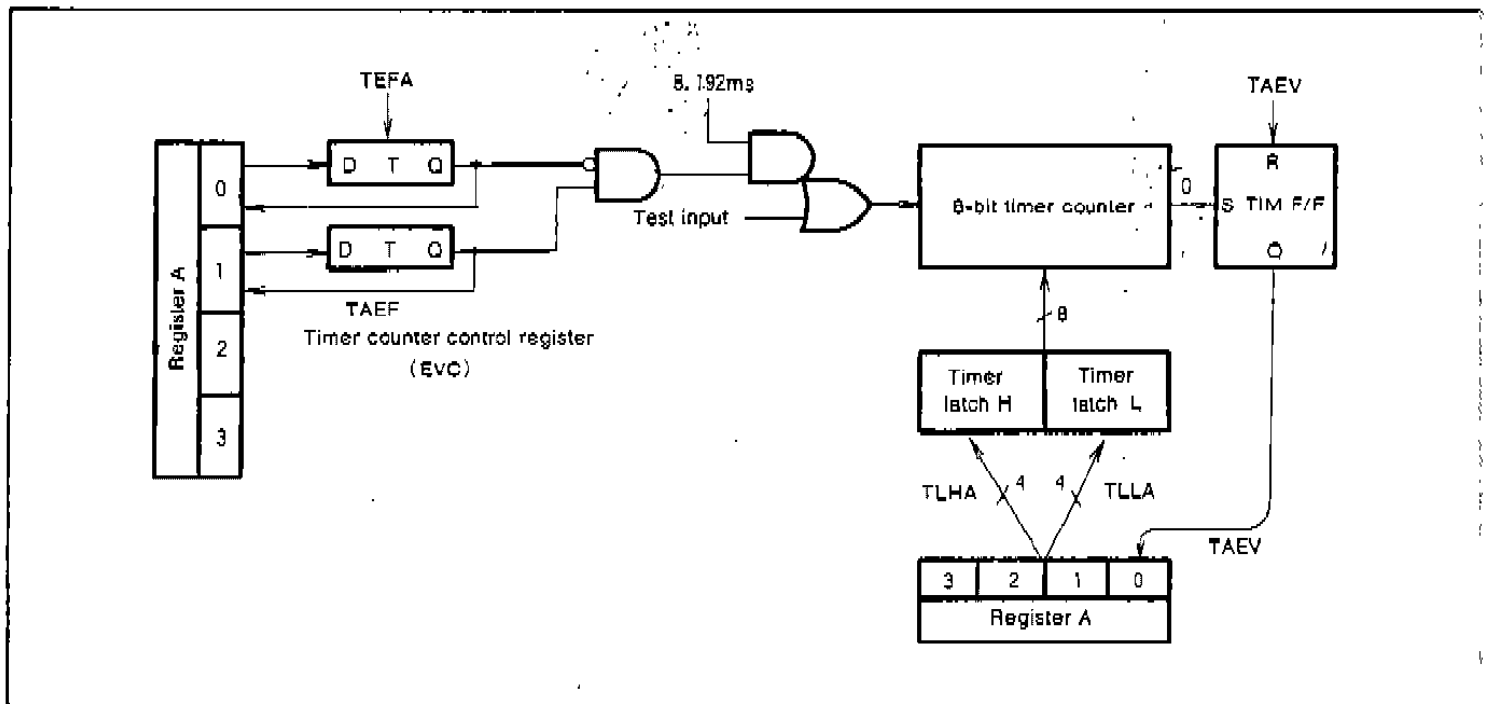 TEFA
8.192ms
TAEV
D T Q
0
Test input
8-bit timer counter
0
R
S TIM F/F
Q
D T Q
1
TAEF
Timer counter control register
(EVC)
Register A
2
3
8
Timer latch H
Timer latch L
TLHA
4
4
TLLA
TAEV
3 2 1 0
Register A